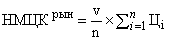 НМЦК рын = v/n × ∑ⁿᵢ₌₁ Цᵢ